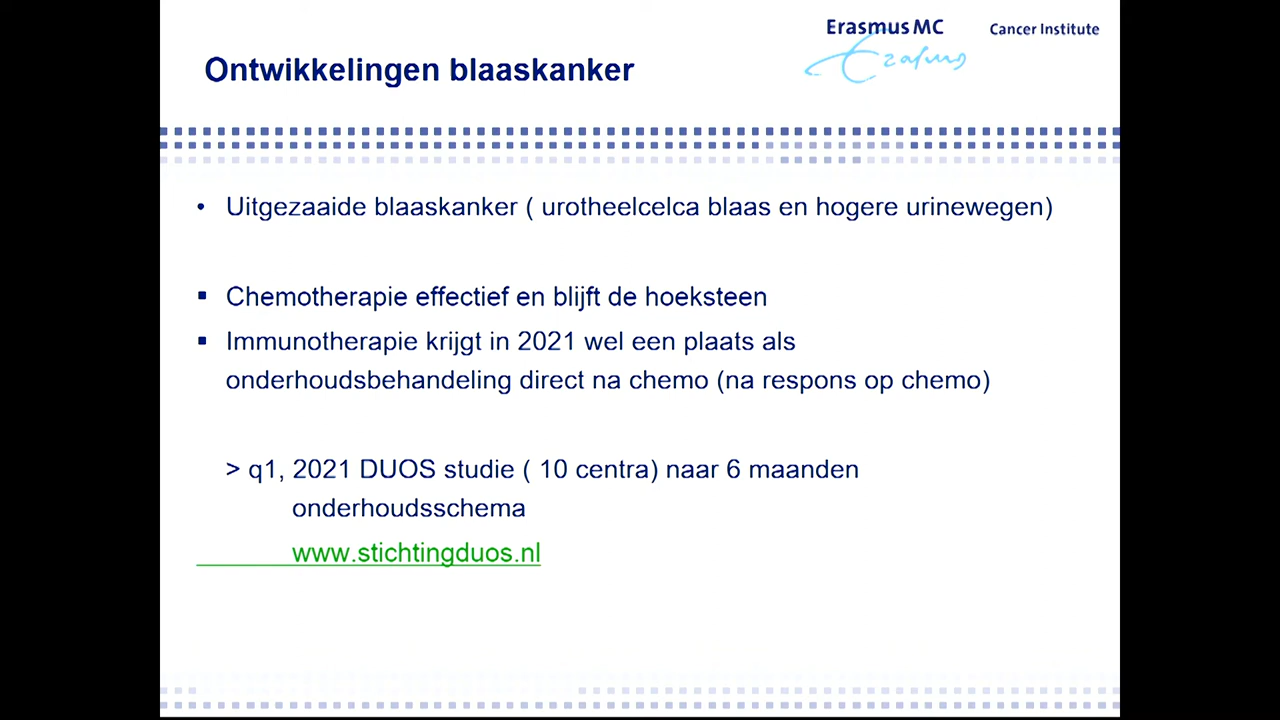 Erasmus MC Cancer Institute
Erasmus
Ontwikkelingen blaaskanker
• Uitgezaaide blaaskanker ( urotheelcelca blaas en hogere urinewegen)
▪ Chemotherapie effectief en blijft de hoeksteen
▪ Immunotherapie krijgt in 2021 wel een plaats als
onderhoudsbehandeling direct na chemo (na respons op chemo)
> q1, 2021 DUOS studie ( 10 centra) naar 6 maanden
onderhoudsschema
www.stichtingduos.nl